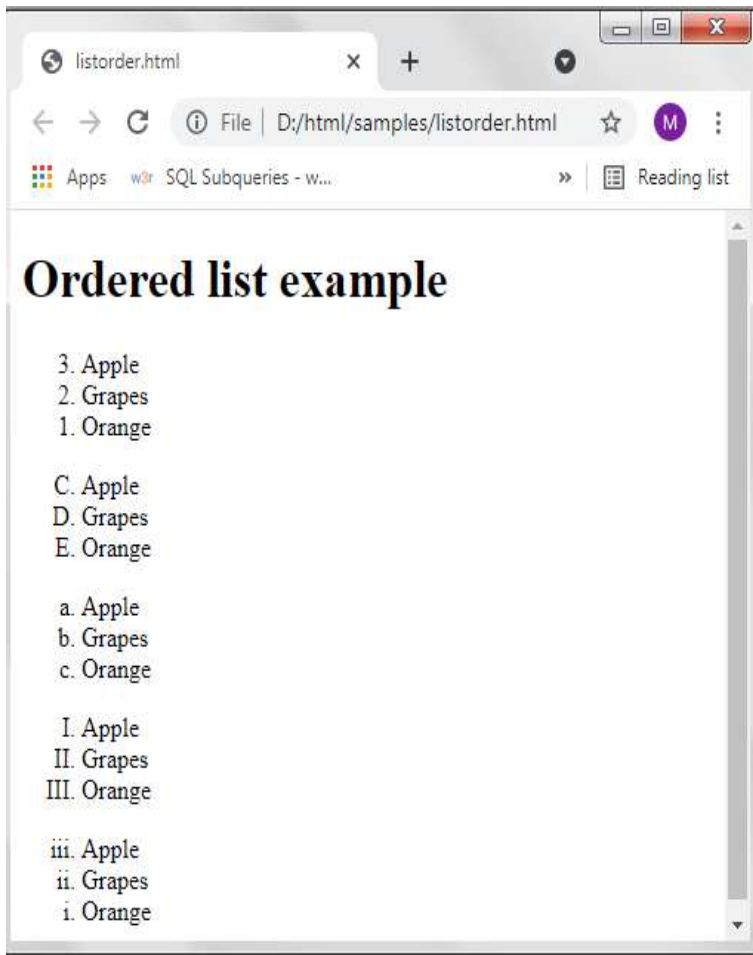 listorder.html
File D:/html/samples/listorder.html M
Apps w3r SQL Subqueries - w... » Reading list
Ordered list example
3. Apple
2. Grapes
1. Orange
C. Apple
D. Grapes
E. Orange
a. Apple
b. Grapes
c. Orange
I. Apple
II. Grapes
III. Orange
iii. Apple
ii. Grapes
i. Orange